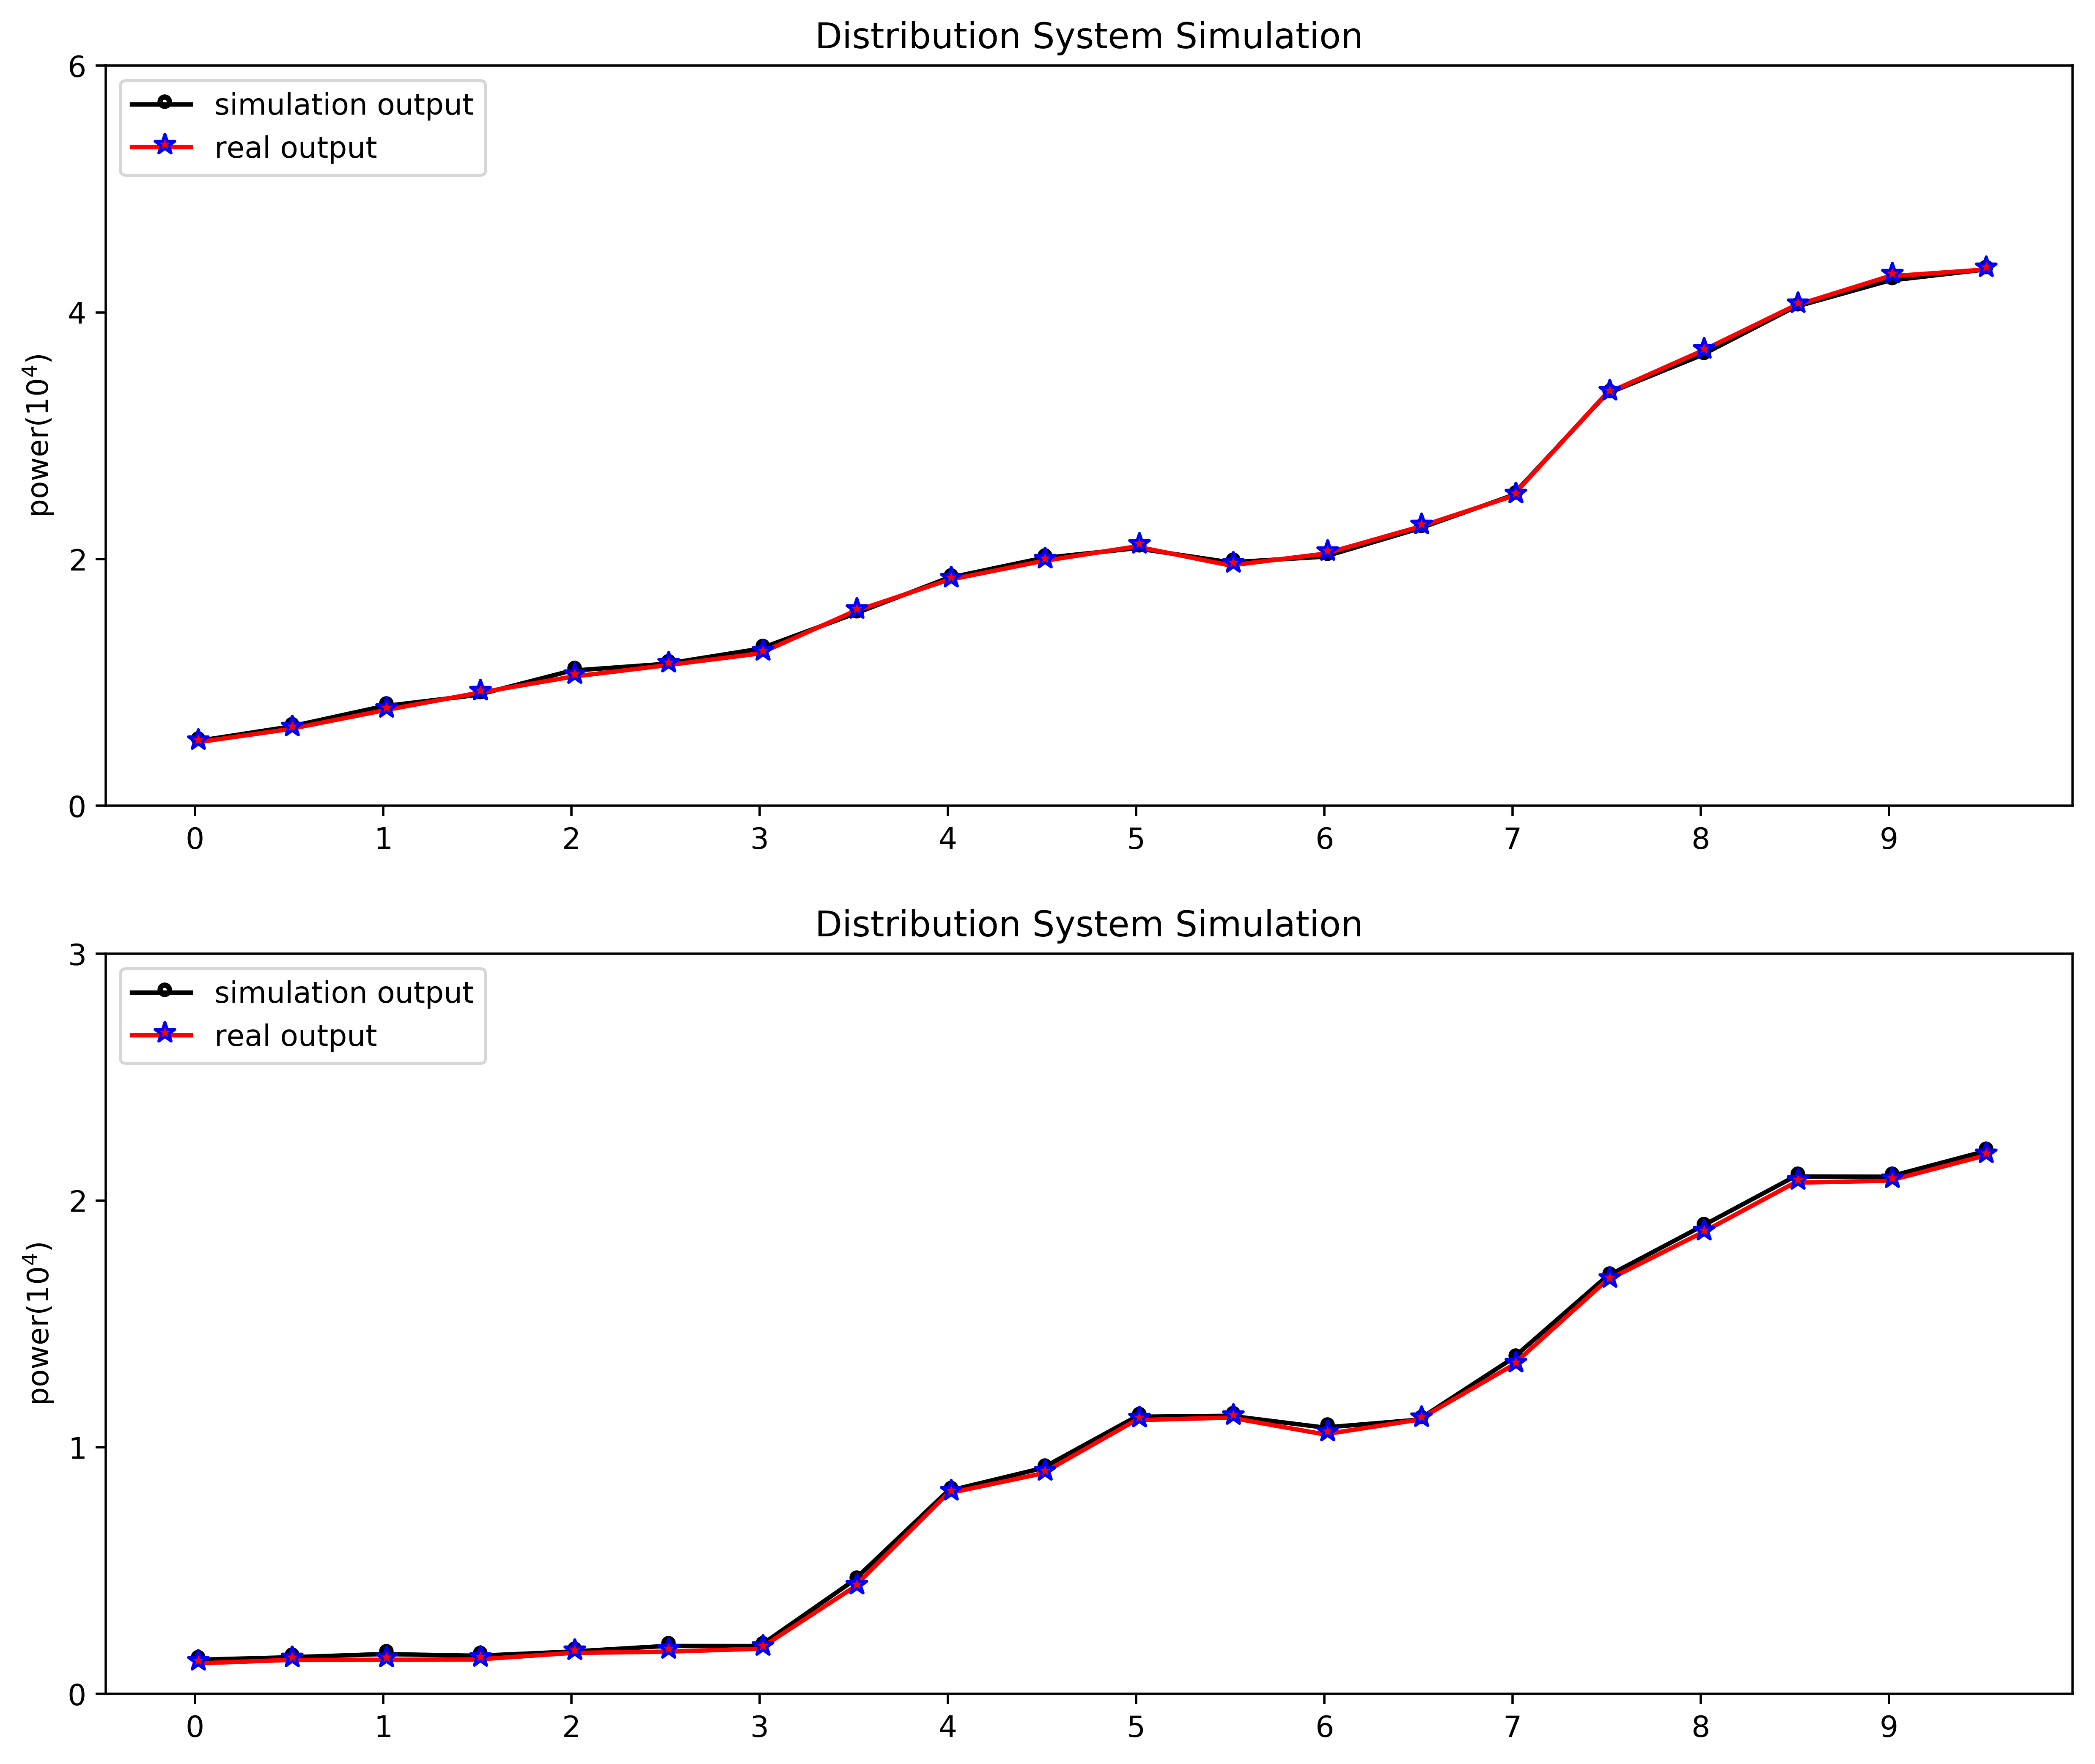 Distribution System Simulation
6
simulation output
real output
4
power(10⁴)
2
0
0 1 2 3 4 5 6 7 8 9
Distribution System Simulation
3
simulation output
real output
2
power(10⁴)
1
0
0 1 2 3 4 5 6 7 8 9